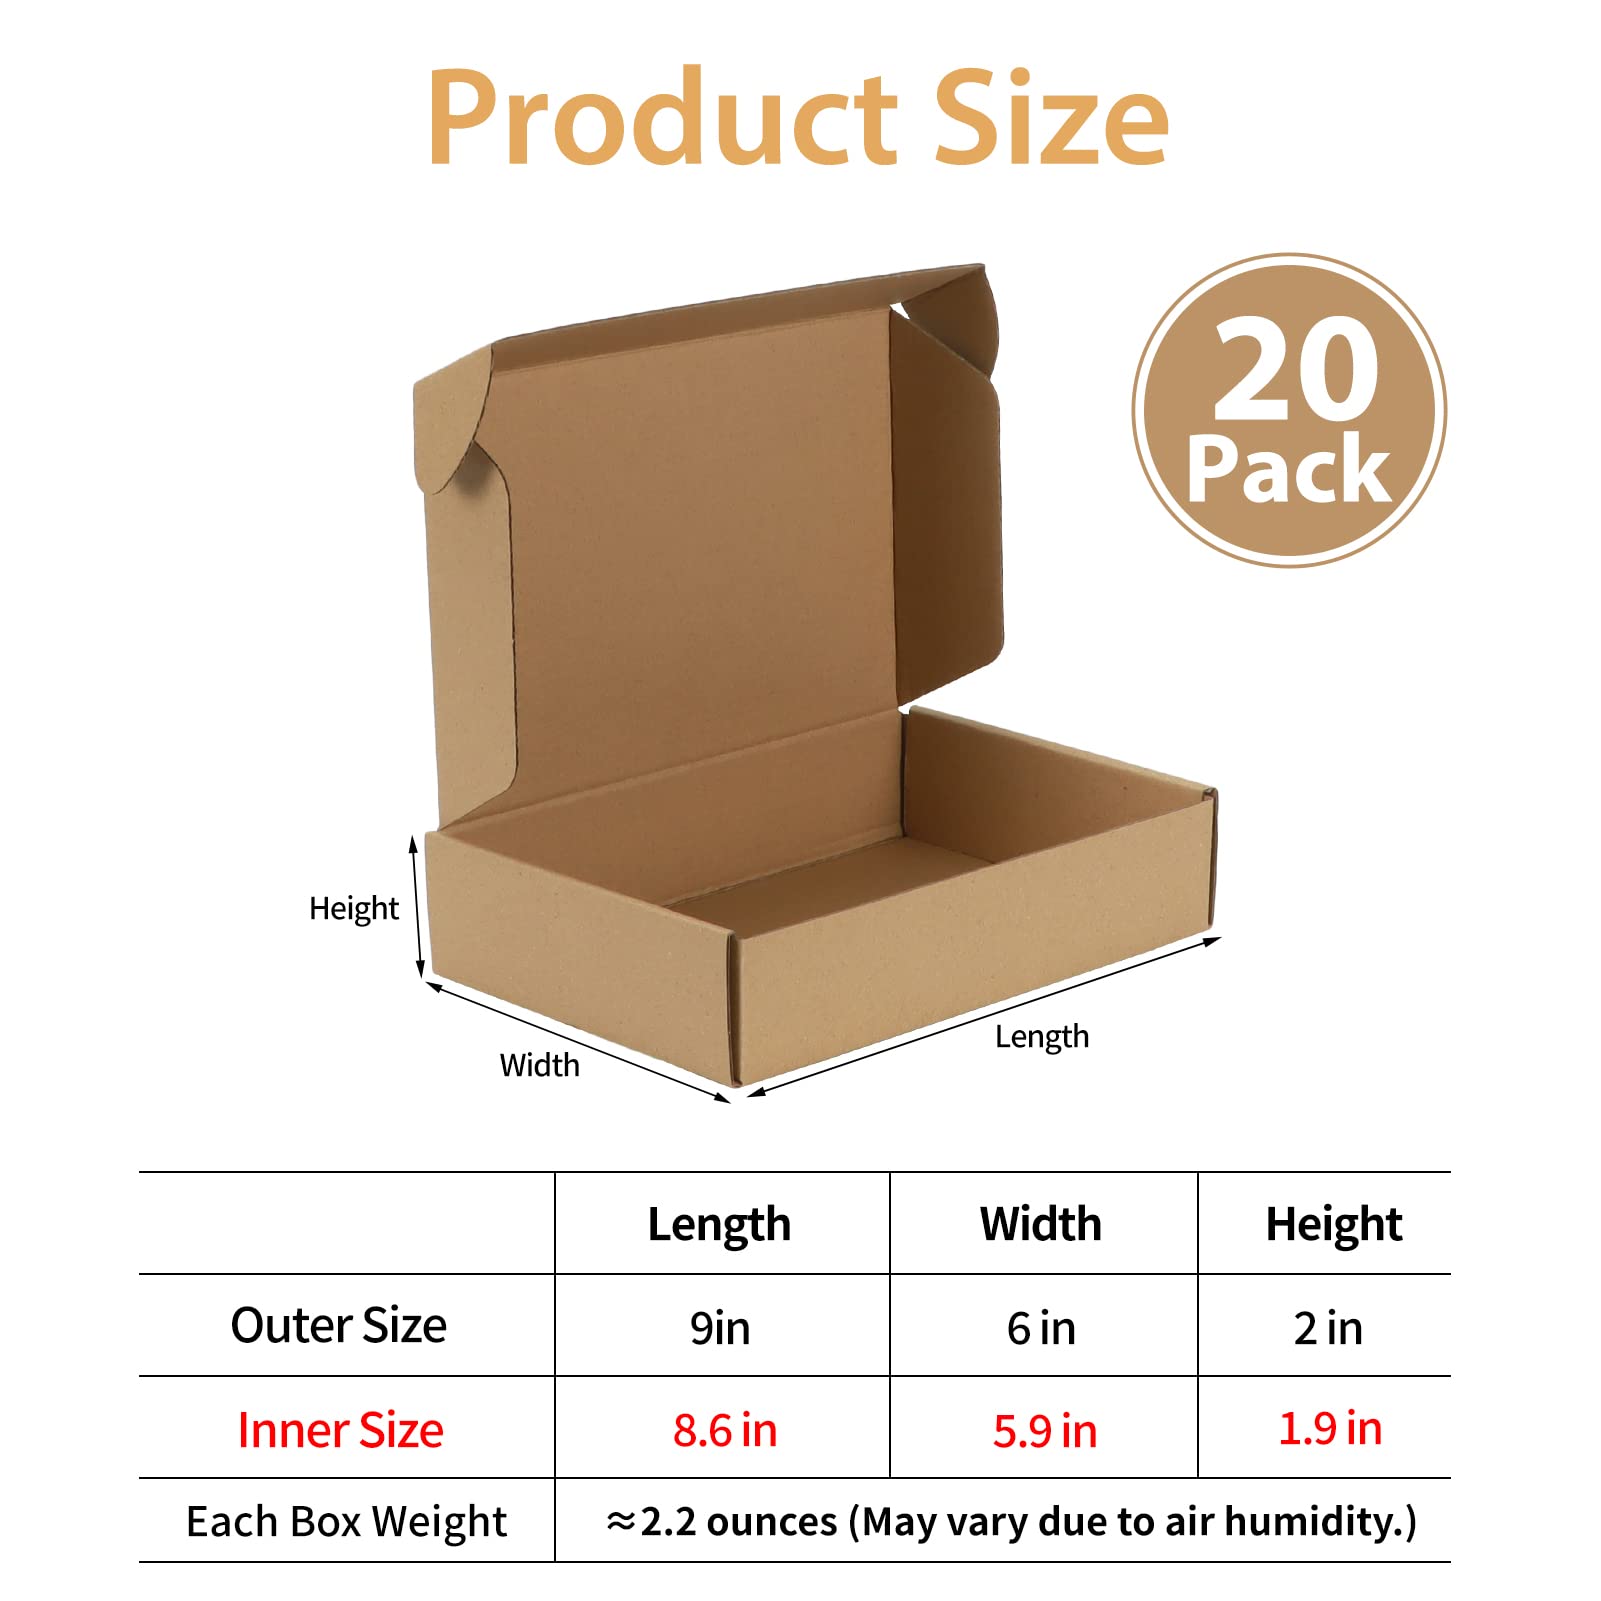 Product Size
20
Pack
Height
Width
Length
Length Width Height
Outer Size 9in 6 in 2 in
Inner Size 8.6 in 5.9 in 1.9 in
Each Box Weight ≈2.2 ounces (May vary due to air humidity.)